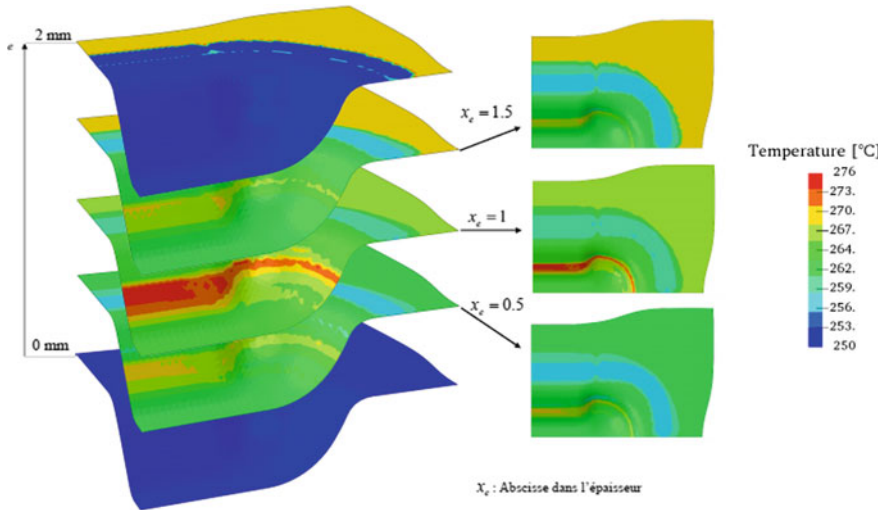 e
2 mm
0 mm
x_e = 1.5
x_e = 1
x_e = 0.5
Temperature [°C]
276
273.
270.
267.
264.
262.
259.
256.
253.
250
x_e : Abscisse dans l'épaisseur